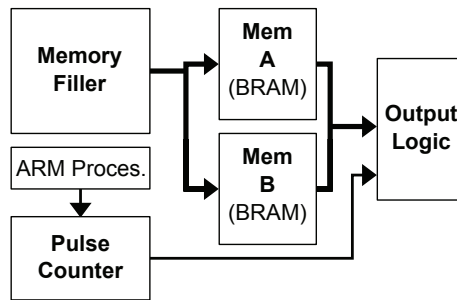 Memory
Filler
Mem
A
(BRAM)
Mem
B
(BRAM)
Output
Logic
ARM Proces.
Pulse
Counter